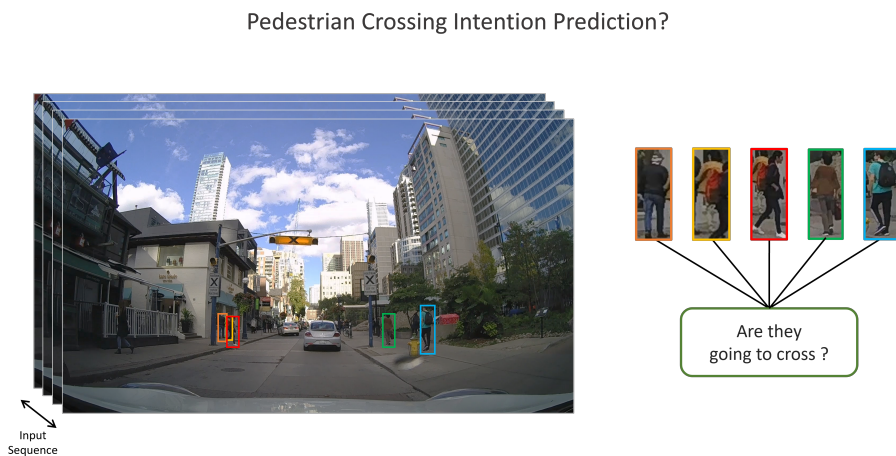 Pedestrian Crossing Intention Prediction?
X
X
Are they
going to cross ?
Input
Sequence